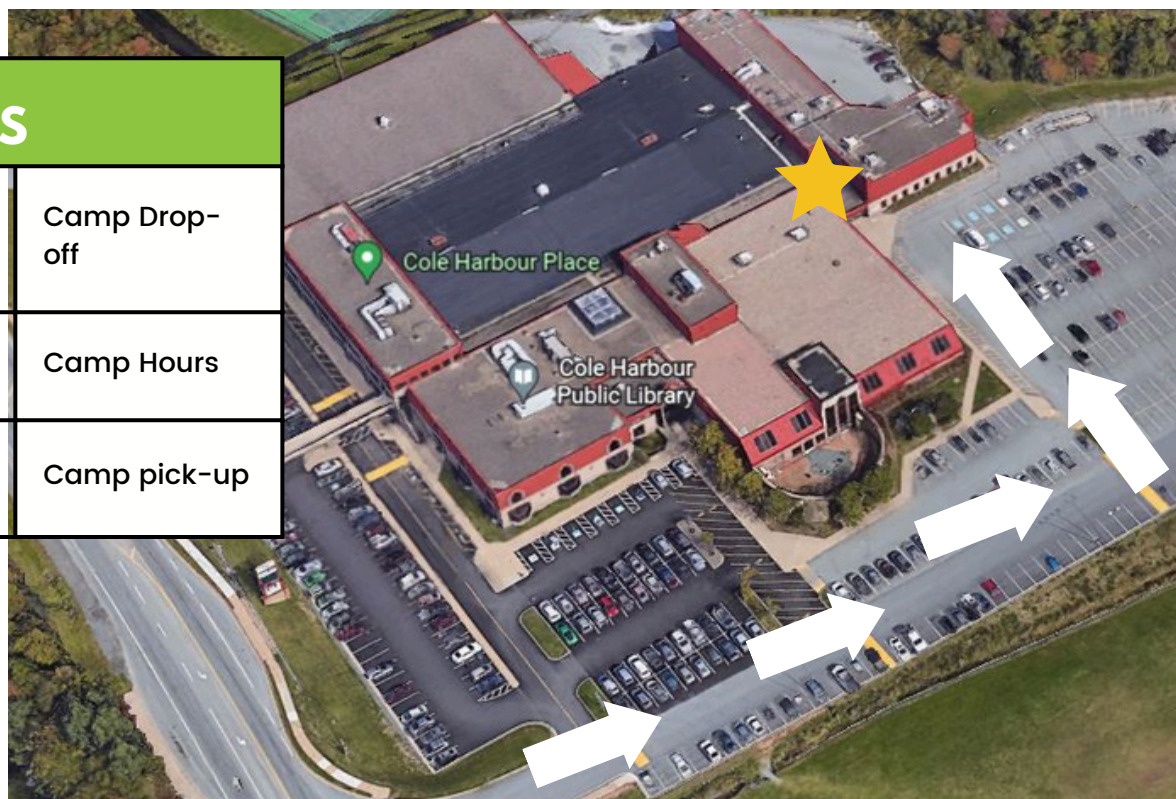 s
Camp Drop-
off
Camp Hours
Camp pick-up
Cole Harbour Place
Cole Harbour
Public Library